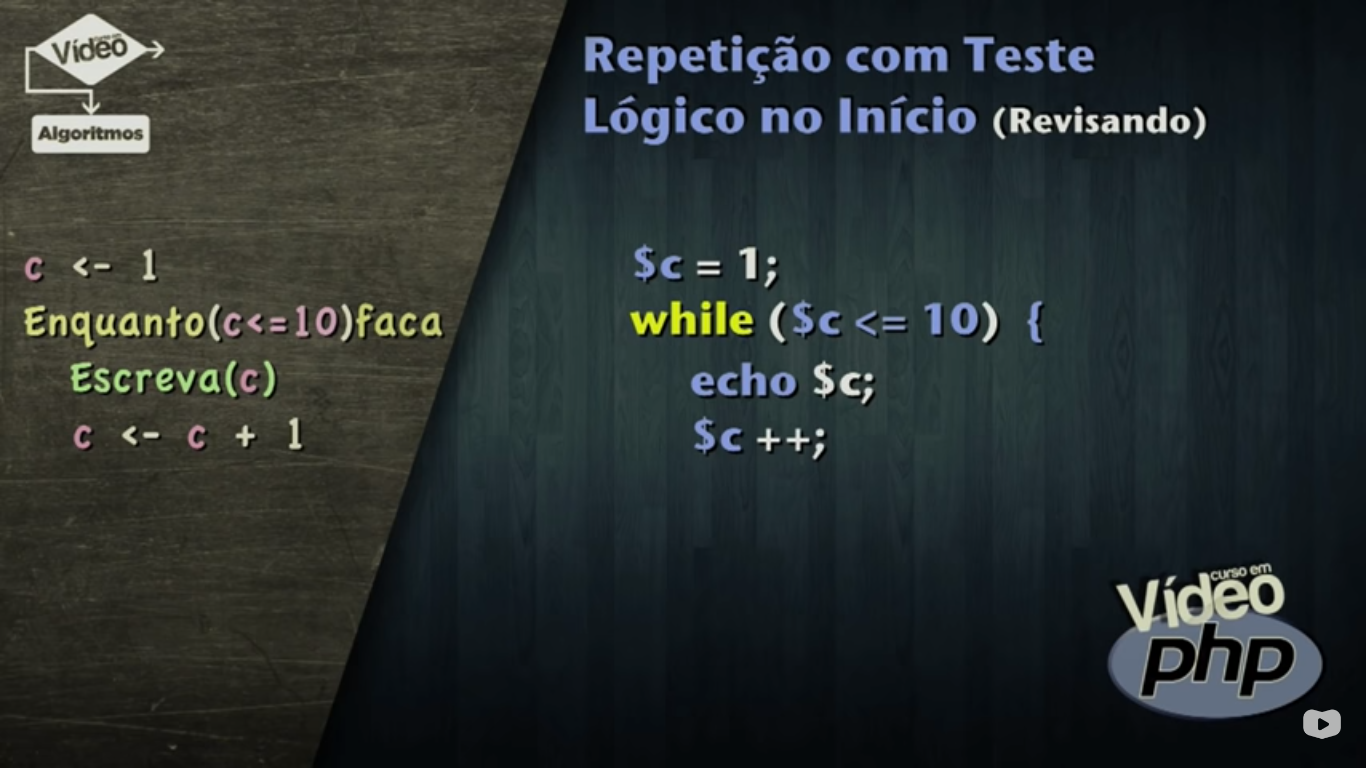 curso em
Vídeo
Algoritmos
c <- 1
Enquanto(c<=10)faca
Escreva(c)
c <- c + 1
Repetição com Teste
Lógico no Início (Revisando)
$c = 1;
while ($c <= 10) {
echo $c;
$c ++;
curso em
Vídeo
php